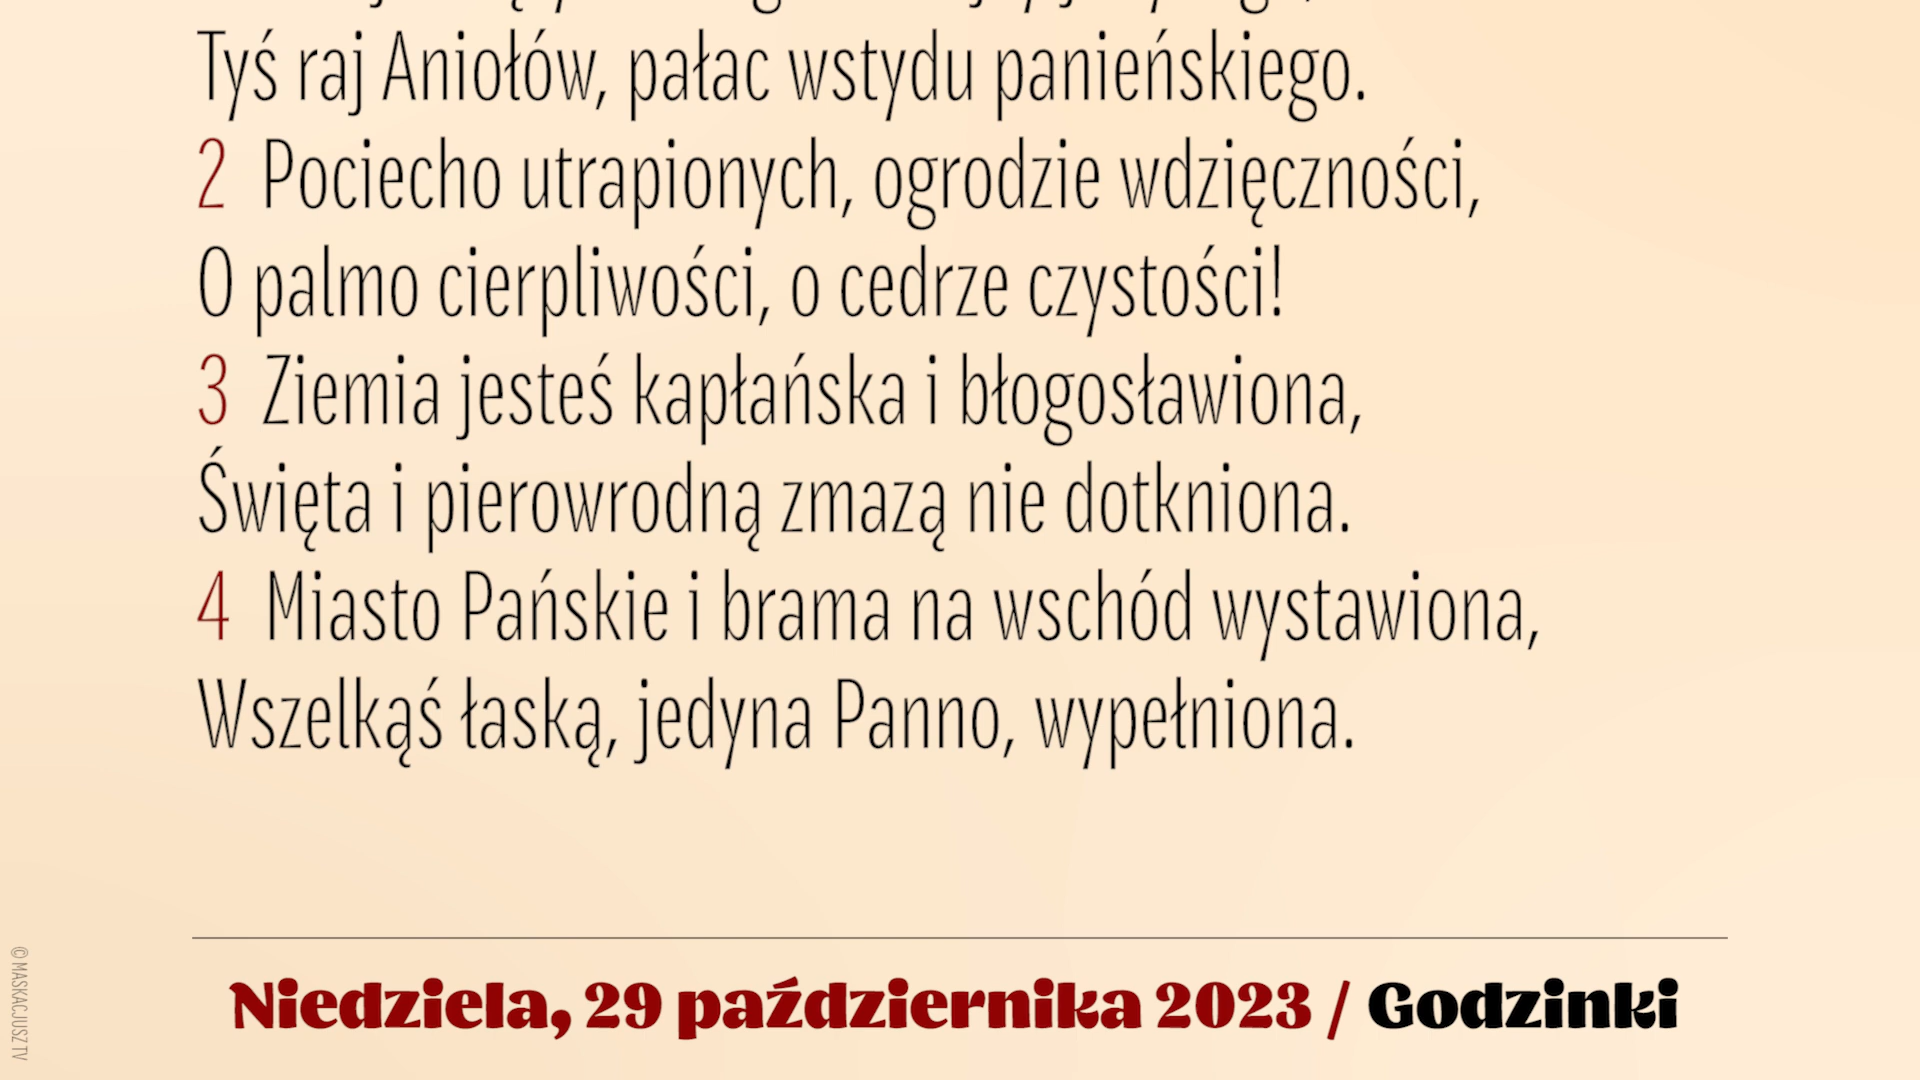 Tyś raj Aniołów, pałac wstydu panieńskiego.
2 Pociecho utrapionych, ogrodzie wdzięczności,
O palmo cierpliwości, o cedrze czystości!
3 Ziemia jesteś kapłańska i błogosławiona,
Święta i pierowrodną zmazą nie dotkniona.
4 Miasto Pańskie i brama na wschód wystawiona,
Wszelkąś łaską, jedyna Panno, wypełniona.
Niedziela, 29 października 2023 / Godzinki
© MASKACJUSZ TV